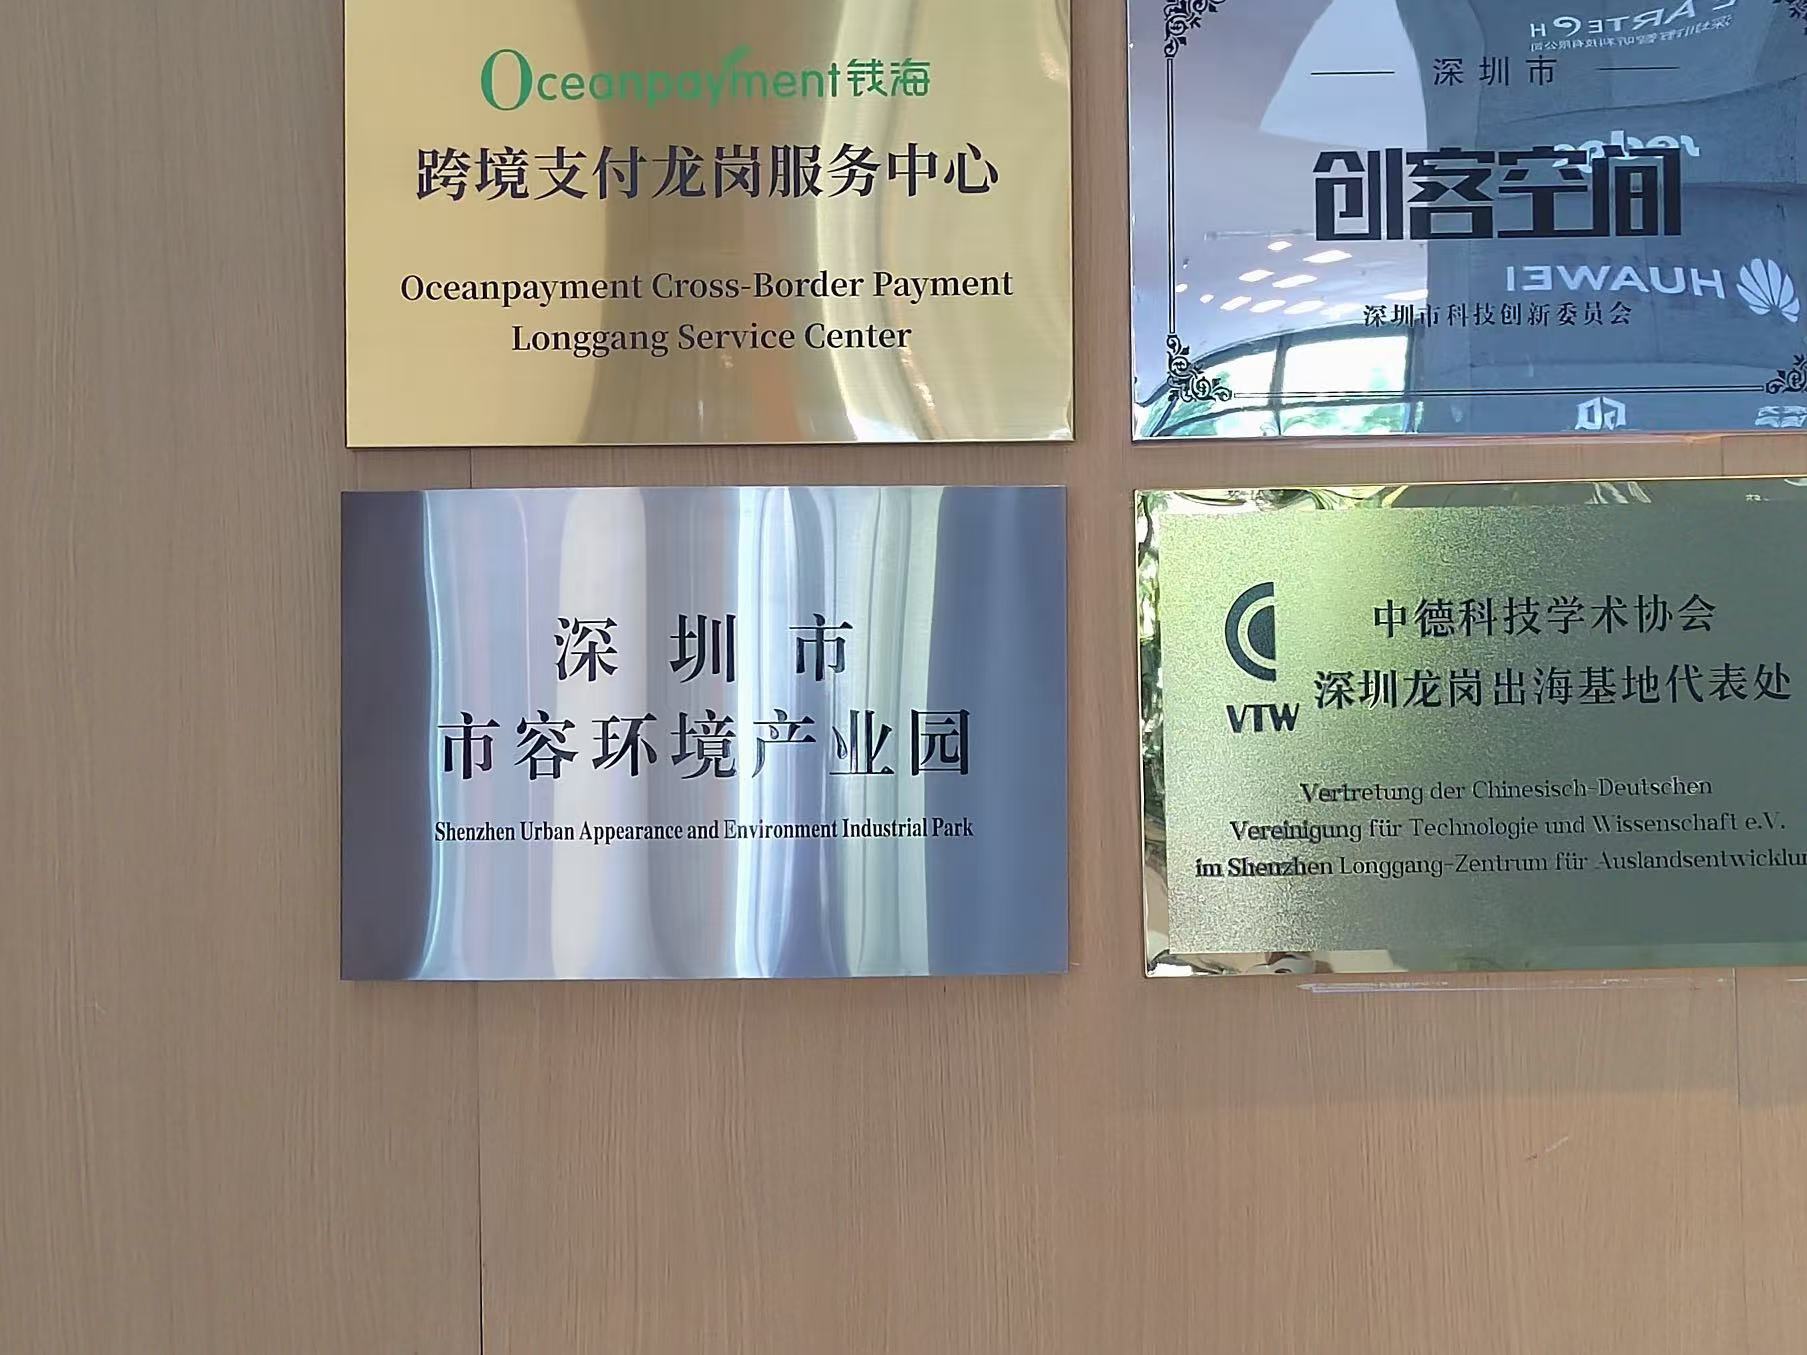 Oceanpayment钱海
跨境支付龙岗服务中心
Oceanpayment Cross-Border Payment
Longgang Service Center
深圳市
创客空间
HUAWEI
深圳市科技创新委员会
深圳市
市容环境产业园
Shenzhen Urban Appearance and Environment Industrial Park
中德科技学术协会
深圳龙岗出海基地代表处
VTW
Vertretung der Chinesisch-Deutschen
Vereinigung für Technologie und Wissenschaft e.V.
im Shenzhen Longgang-Zentrum für